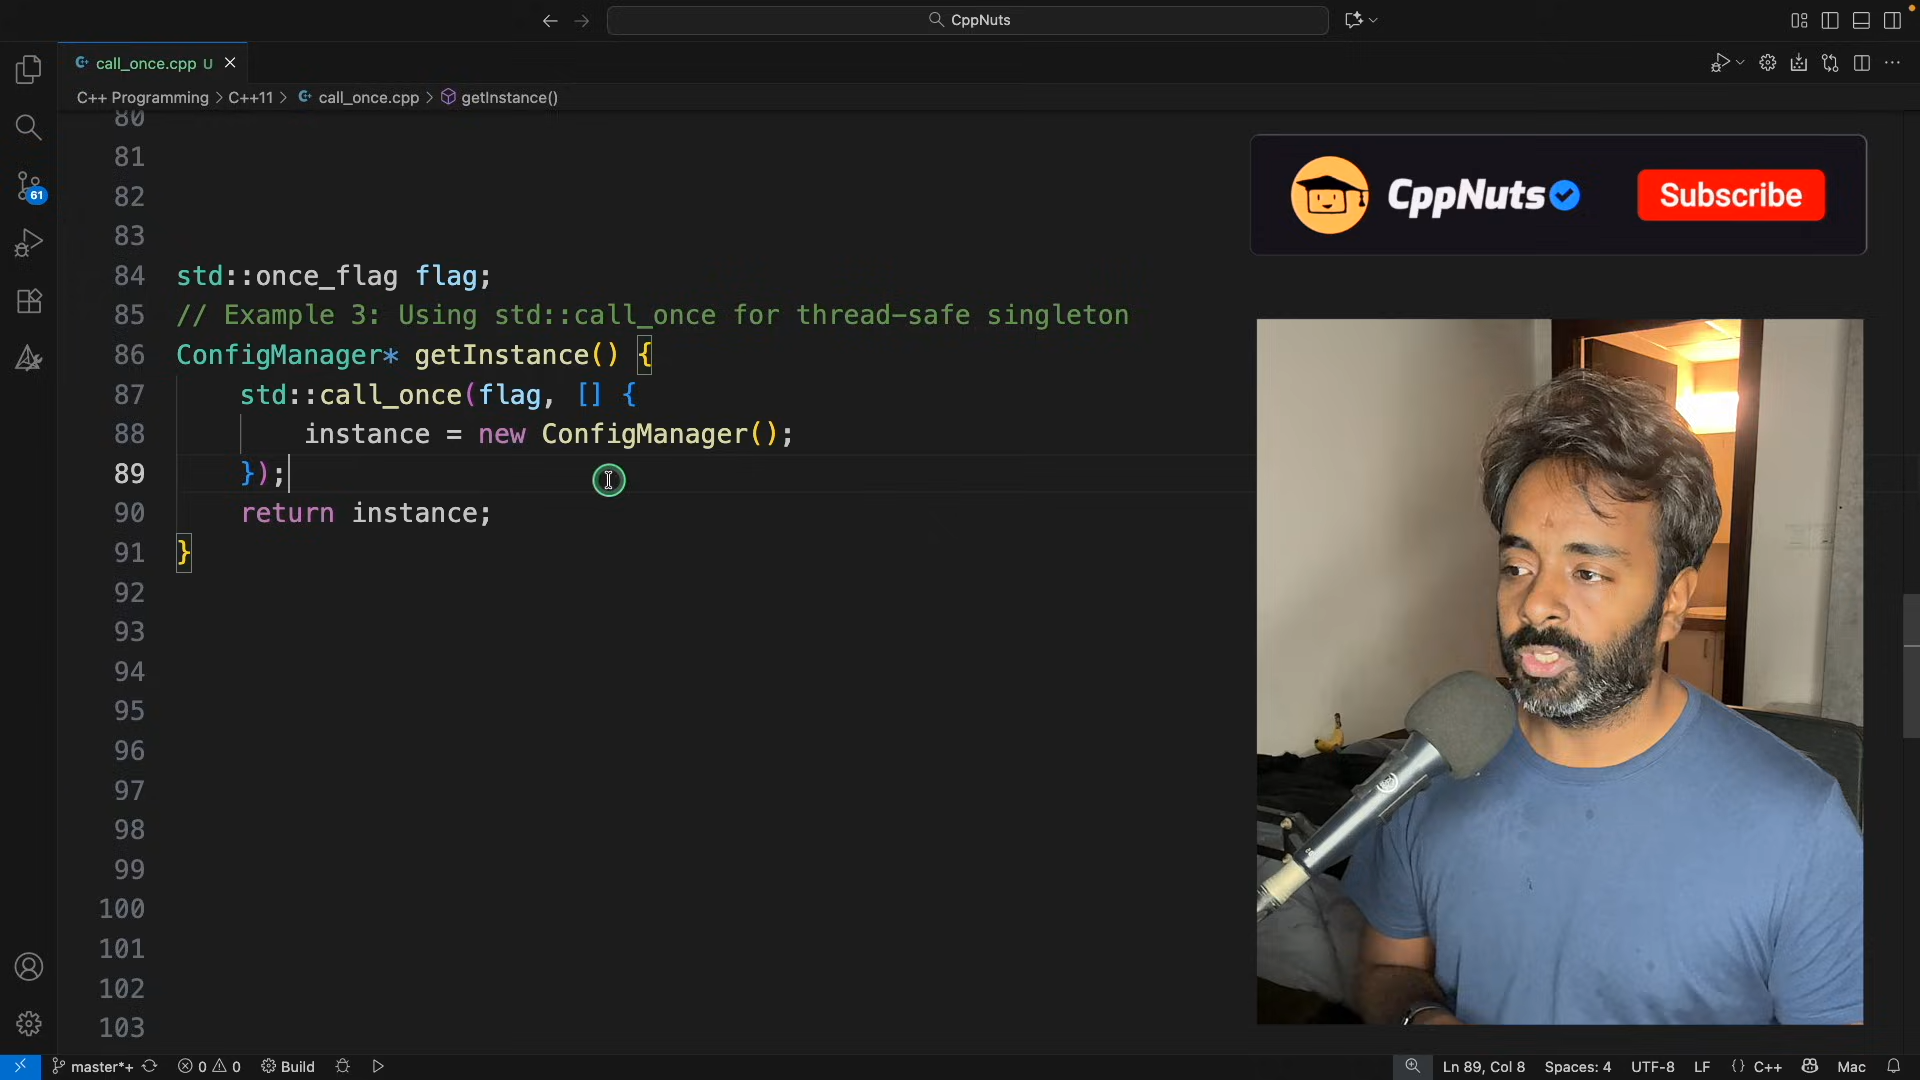 CppNuts
call_once.cpp U
C++ Programming > C++11 > call_once.cpp > getInstance()
61
80
81
82
83
84 std::once_flag flag;
85 // Example 3: Using std::call_once for thread-safe singleton
86 ConfigManager* getInstance() {
87 std::call_once(flag, [] {
88 instance = new ConfigManager();
89 });
90 return instance;
91 }
92
93
94
95
96
97
98
99
100
101
102
103
CppNuts
Subscribe
master*+ 0 0 Build Ln 89, Col 8 Spaces: 4 UTF-8 LF {} C++ Mac